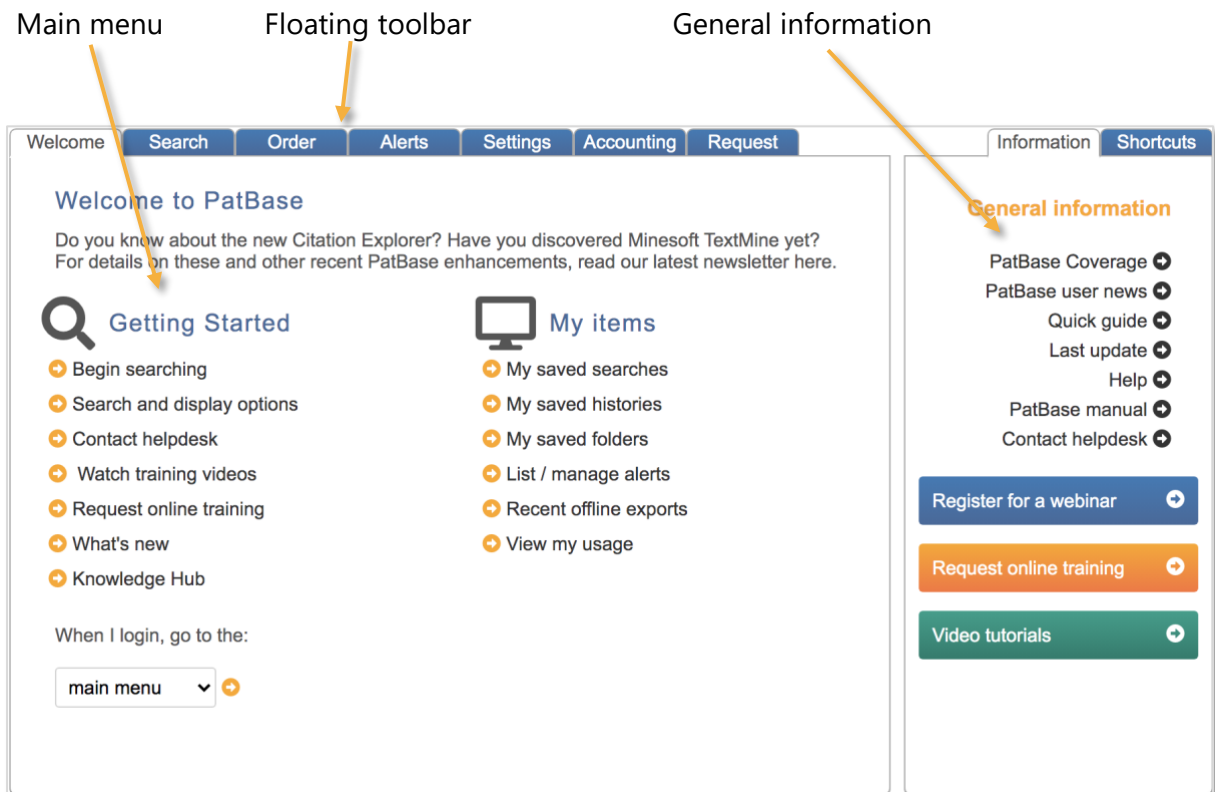 Main menu
Floating toolbar
General information
Welcome
Search
Order
Alerts
Settings
Accounting
Request
Information
Shortcuts
Welcome to PatBase
Do you know about the new Citation Explorer? Have you discovered Minesoft TextMine yet?
For details on these and other recent PatBase enhancements, read our latest newsletter here.
Getting Started
Begin searching
Search and display options
Contact helpdesk
Watch training videos
Request online training
What's new
Knowledge Hub
My items
My saved searches
My saved histories
My saved folders
List / manage alerts
Recent offline exports
View my usage
When I login, go to the:
main menu
General information
PatBase Coverage
PatBase user news
Quick guide
Last update
Help
PatBase manual
Contact helpdesk
Register for a webinar
Request online training
Video tutorials